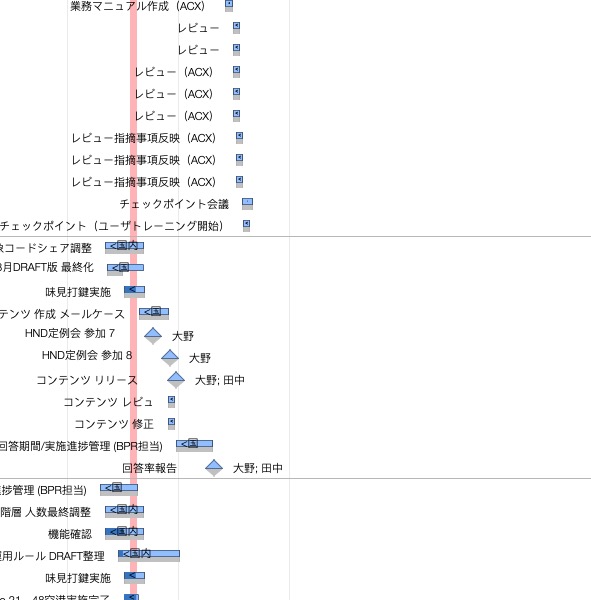 業務マニュアル作成（ACX）
レビュー
レビュー
レビュー（ACX）
レビュー（ACX）
レビュー（ACX）
レビュー指摘事項反映（ACX）
レビュー指摘事項反映（ACX）
レビュー指摘事項反映（ACX）
チェックポイント会議
チェックポイント（ユーザトレーニング開始）
コードシェア調整 <国内
月DRAFT版 最終化 <国
味見打鍵実施 <
テンツ 作成 メールケース <国
HND定例会 参加 7 大野
HND定例会 参加 8 大野
コンテンツ リリース 大野; 田中
コンテンツ レビュ
コンテンツ 修正
回答期間/実施進捗管理 (BPR担当) <国
回答率報告 大野; 田中
捗管理 (BPR担当) <国
階層 人数最終調整 <国内
機能確認 <国内
用ルール DRAFT整理 <国内
味見打鍵実施 <